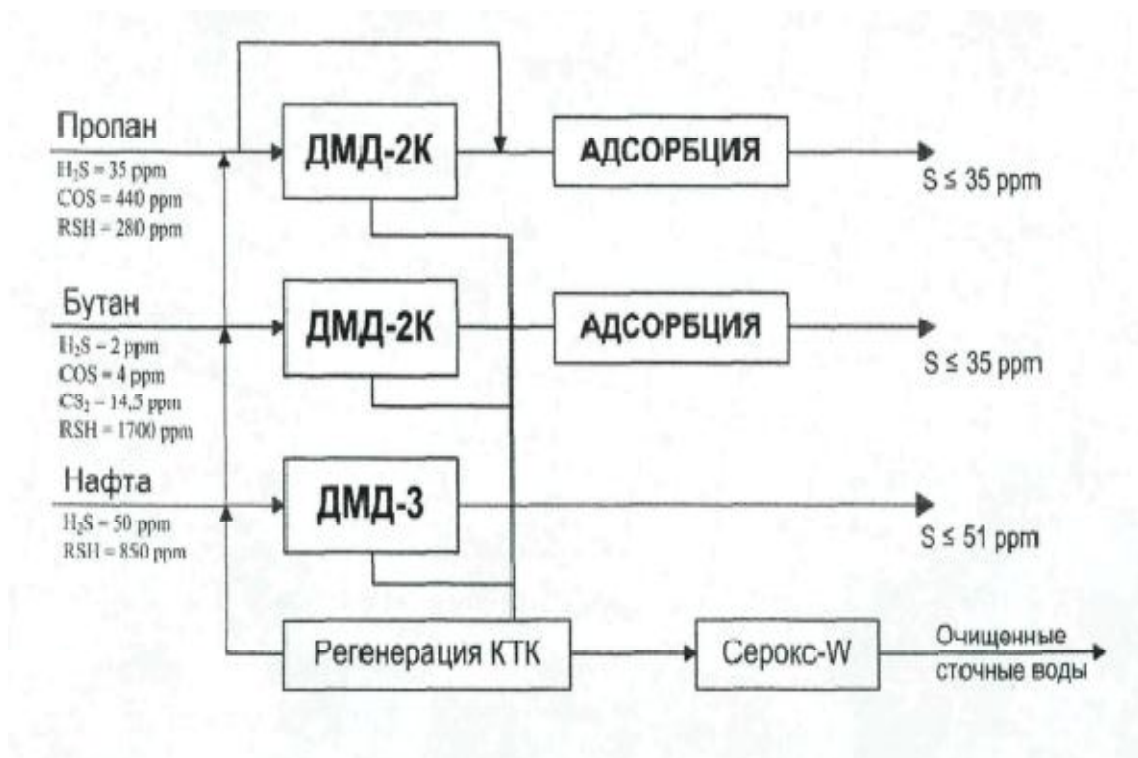 Пропан
H₂S = 35 ppm
COS = 440 ppm
RSH = 280 ppm
ДМД-2К
АДСОРБЦИЯ
S ≤ 35 ppm
Бутан
H₂S = 2 ppm
COS = 4 ppm
CS₂ = 14,5 ppm
RSH = 1700 ppm
ДМД-2К
АДСОРБЦИЯ
S ≤ 35 ppm
Нафта
H₂S = 50 ppm
RSH = 850 ppm
ДМД-3
S ≤ 51 ppm
Регенерация КТК
Серокс-W
Очищенные
сточные воды